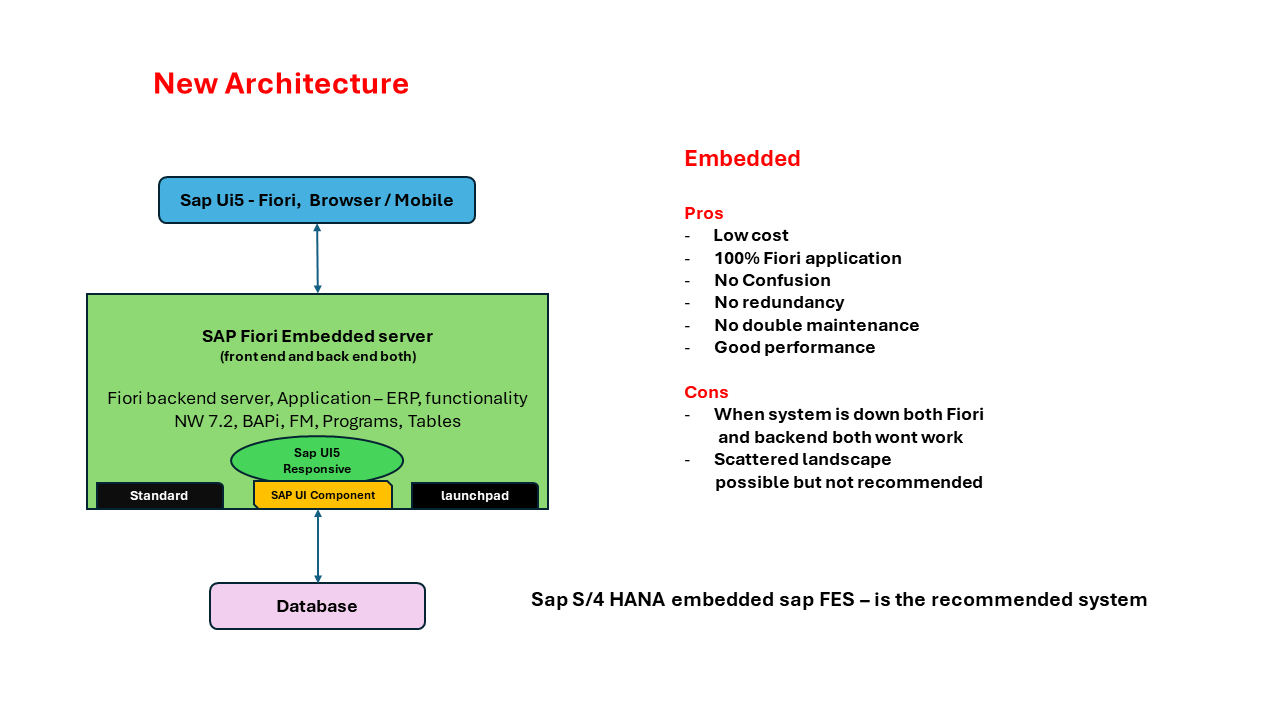 New Architecture
Sap Ui5 - Fiori, Browser / Mobile
SAP Fiori Embedded server
(front end and back end both)
Fiori backend server, Application – ERP, functionality
NW 7.2, BAPi, FM, Programs, Tables
Sap UI5
Responsive
Standard
SAP UI Component
launchpad
Database
Embedded
Pros
- Low cost
- 100% Fiori application
- No Confusion
- No redundancy
- No double maintenance
- Good performance
Cons
- When system is down both Fiori
and backend both wont work
- Scattered landscape
possible but not recommended
Sap S/4 HANA embedded sap FES – is the recommended system